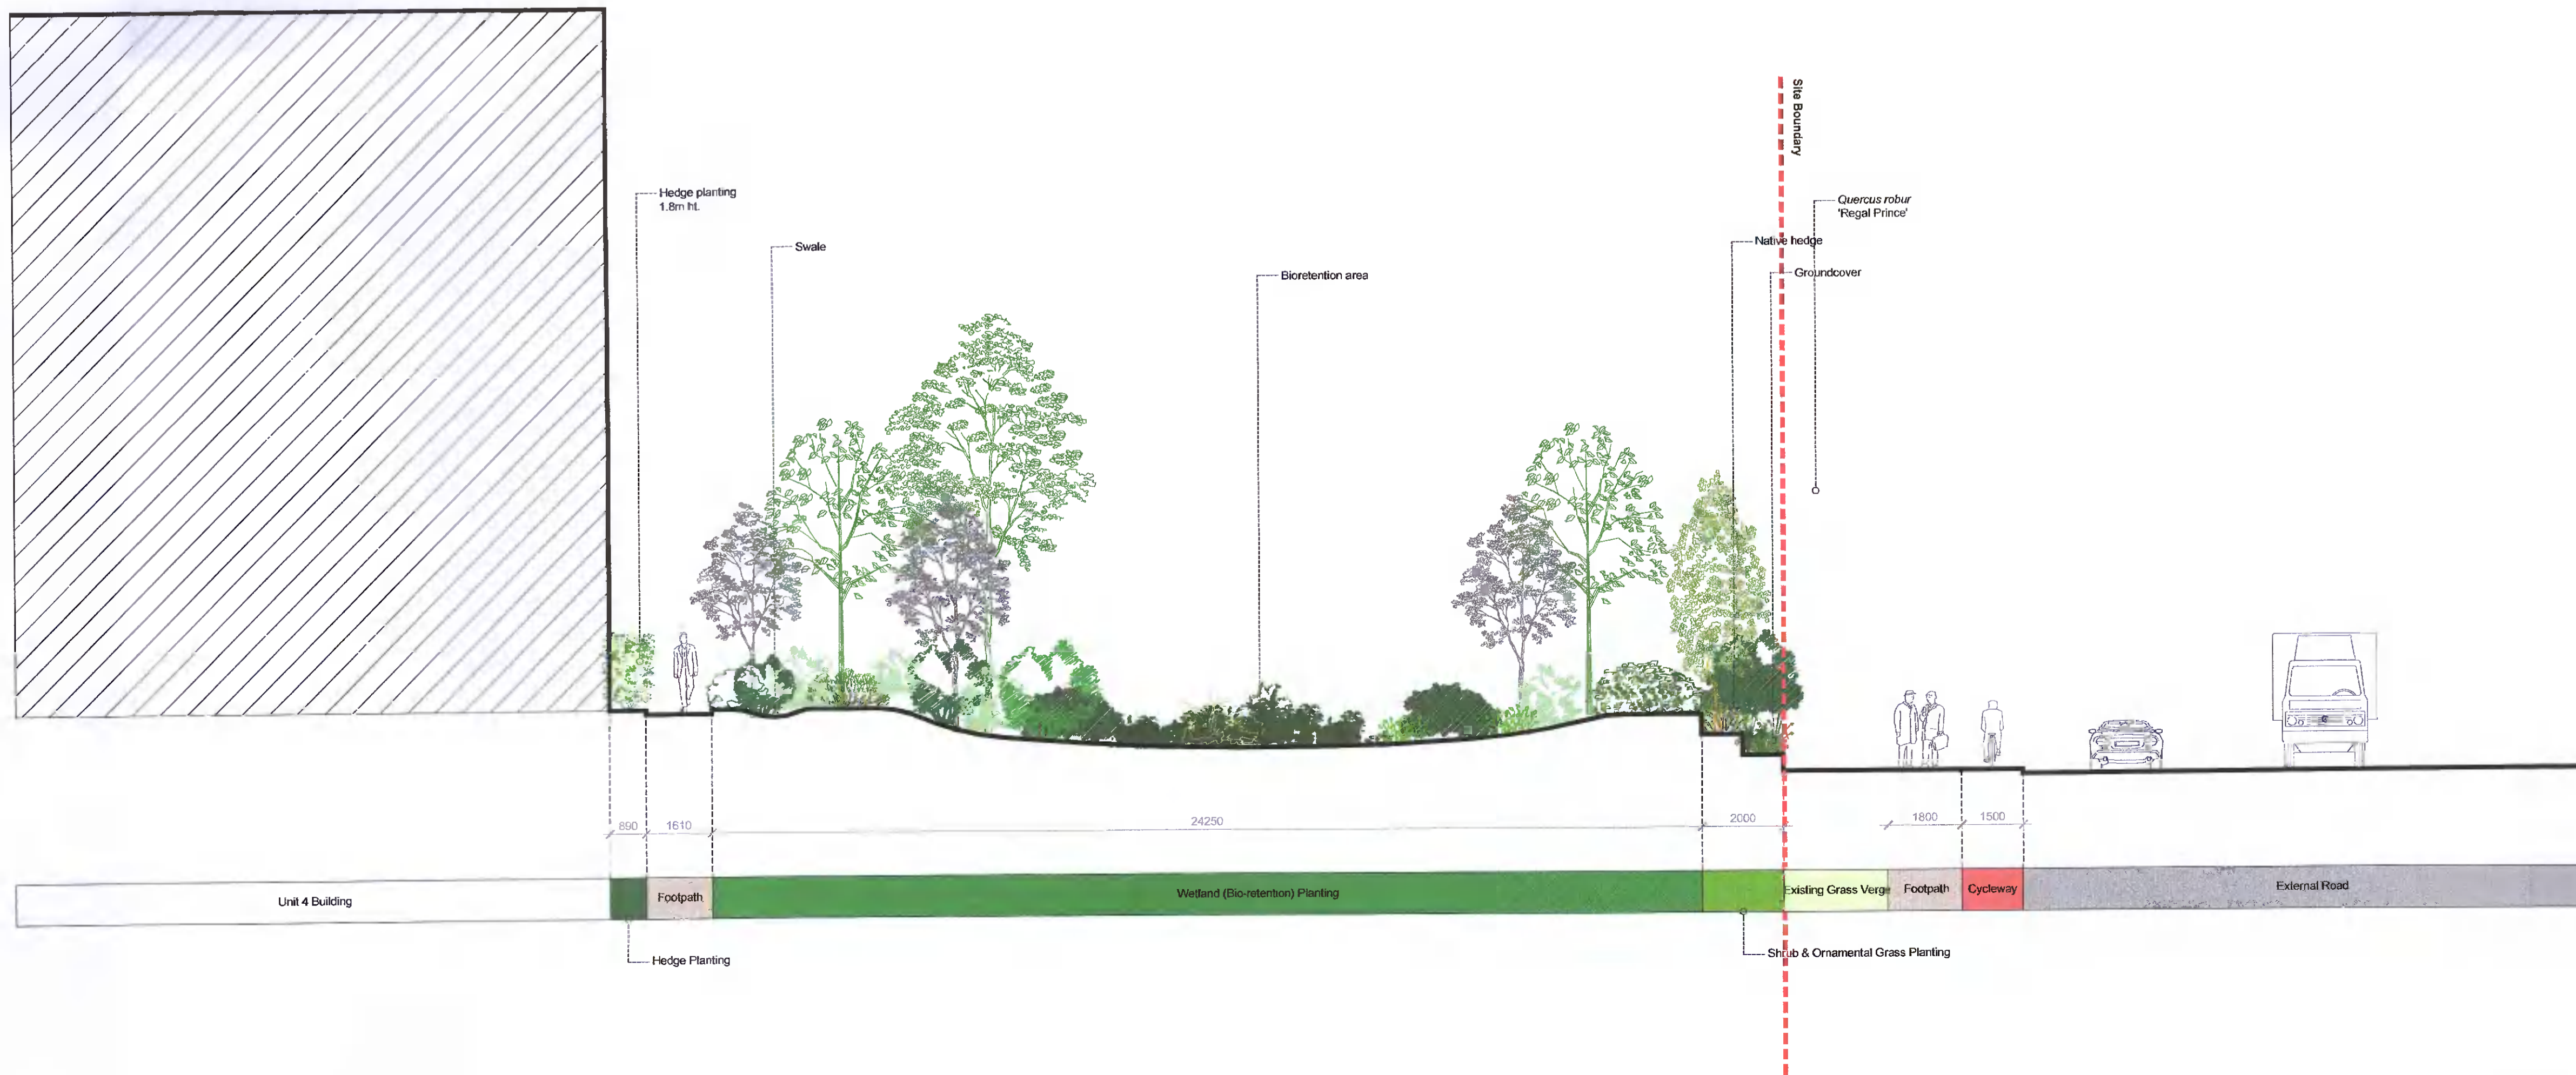 Site Boundary
Hedge planting
1.8m ht.
Quercus robur
'Regal Prince'
Swale
Native hedge
Bioretention area
Groundcover
890
1610
24250
2000
1800
1500
Unit 4 Building
Footpath
Wetland (Bio-retention) Planting
Existing Grass Verge
Footpath
Cycleway
External Road
Hedge Planting
Shrub & Ornamental Grass Planting